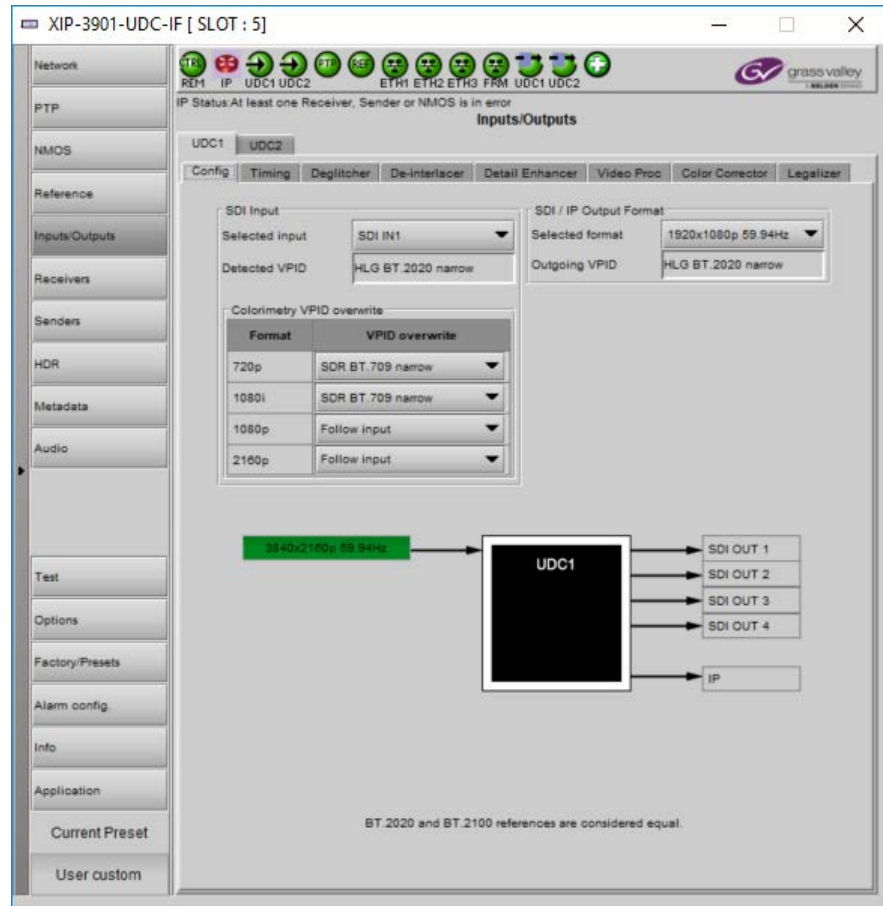 XIP-3901-UDC-IF [ SLOT : 5]
Network
PTP
NMOS
Reference
Inputs/Outputs
Receivers
Senders
HDR
Metadata
Audio
Test
Options
Factory/Presets
Alarm config.
Info
Application
Current Preset
User custom
CTRL PTP REF
REM IP UDC1 UDC2 ETH1 ETH2 ETH3 FRM UDC1 UDC2
GV grass valley
A BELDEN BRAND
IP Status:At least one Receiver, Sender or NMOS is in error
Inputs/Outputs
UDC1 UDC2
Config Timing Deglitcher De-interlacer Detail Enhancer Video Proc Color Corrector Legalizer
SDI Input
Selected input SDI IN1
Detected VPID HLG BT.2020 narrow
SDI / IP Output Format
Selected format 1920x1080p 59.94Hz
Outgoing VPID HLG BT.2020 narrow
Colorimetry VPID overwrite
Format VPID overwrite
720p SDR BT.709 narrow
1080i SDR BT.709 narrow
1080p Follow input
2160p Follow input
3840x2160p 59.94Hz
UDC1
SDI OUT 1
SDI OUT 2
SDI OUT 3
SDI OUT 4
IP
BT.2020 and BT.2100 references are considered equal.